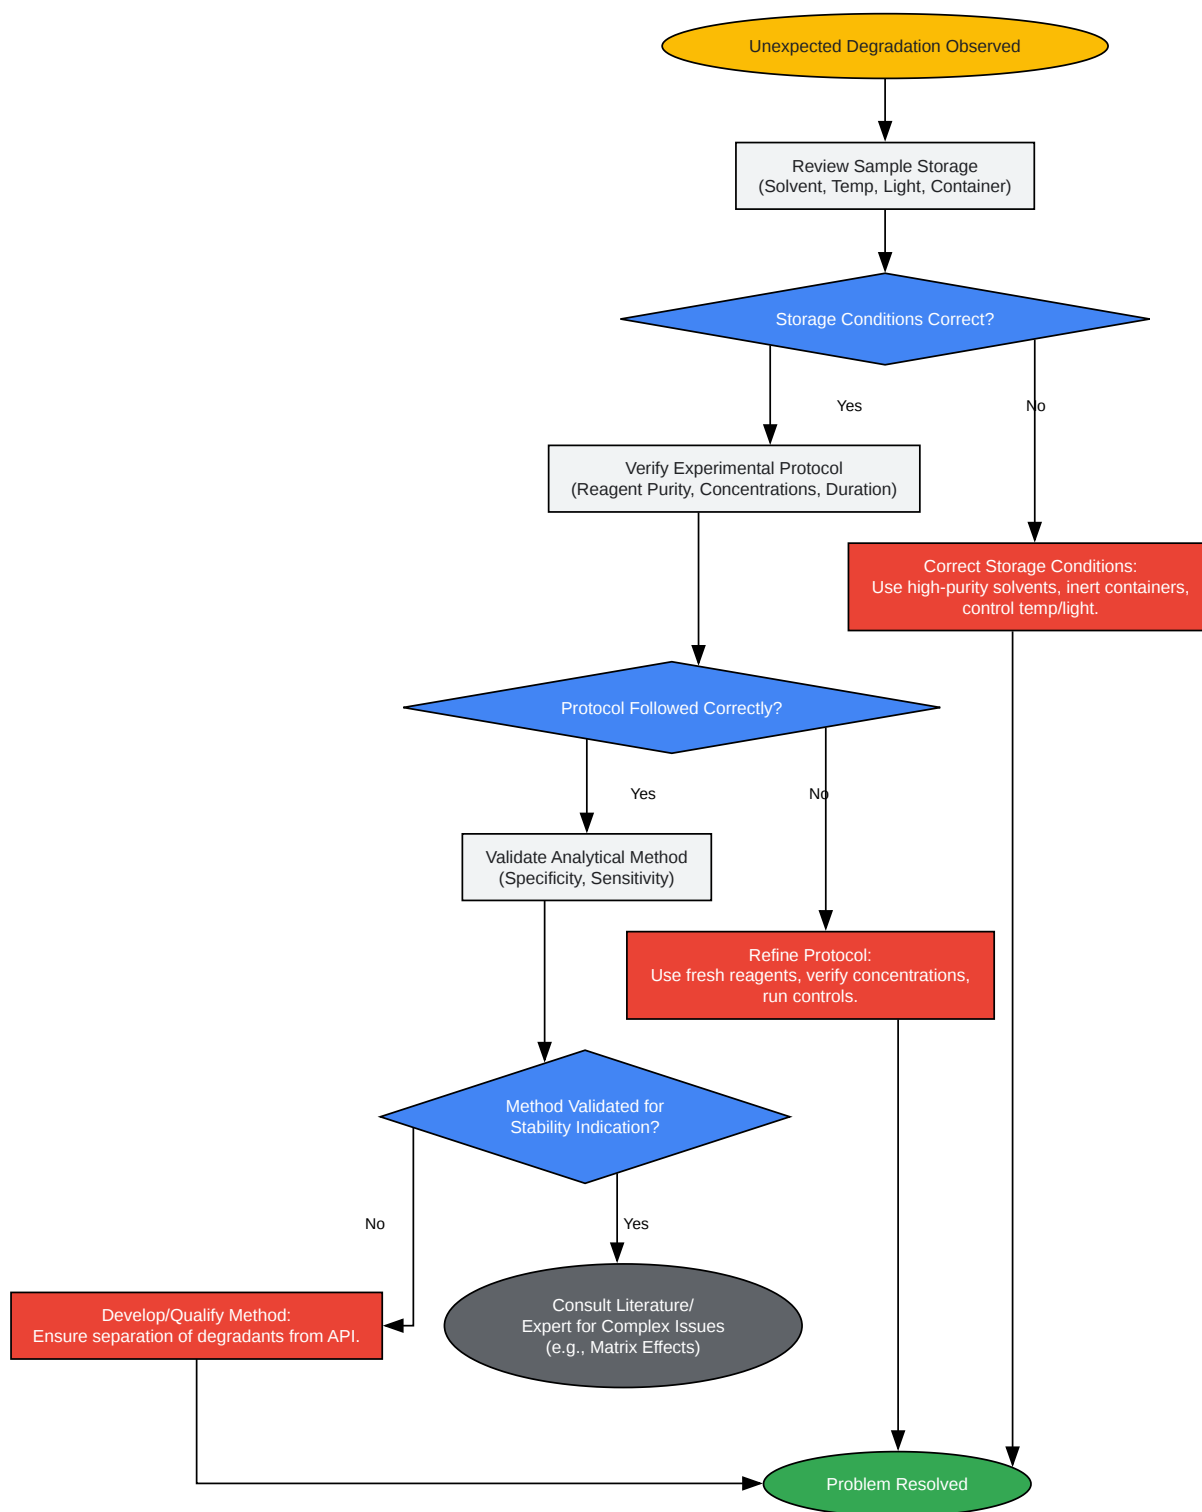 Unexpected Degradation Observed
Review Sample Storage
(Solvent, Temp, Light, Container)
Storage Conditions Correct?
Yes
No
Verify Experimental Protocol
(Reagent Purity, Concentrations, Duration)
Correct Storage Conditions:
Use high-purity solvents, inert containers,
control temp/light.
Protocol Followed Correctly?
Yes
No
Validate Analytical Method
(Specificity, Sensitivity)
Refine Protocol:
Use fresh reagents, verify concentrations,
run controls.
Method Validated for
Stability Indication?
No
Yes
Develop/Qualify Method:
Ensure separation of degradants from API.
Consult Literature/
Expert for Complex Issues
(e.g., Matrix Effects)
Problem Resolved